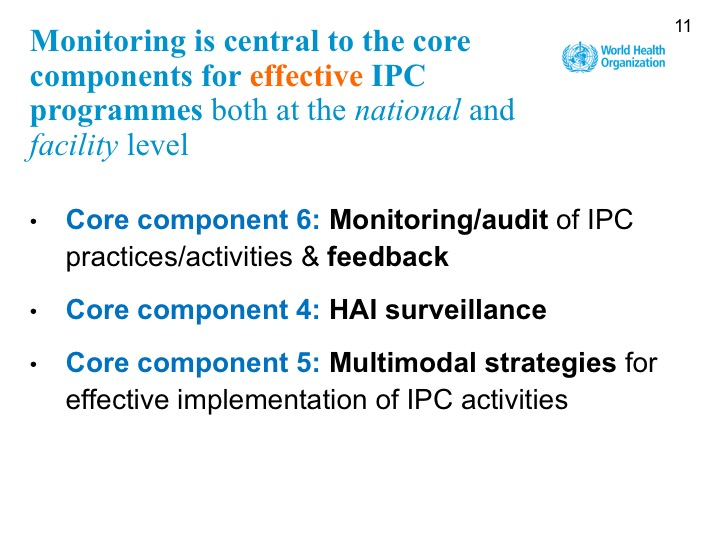 11
Monitoring is central to the core
components for effective IPC
programmes both at the national and
facility level
World Health
Organization
• Core component 6: Monitoring/audit of IPC
practices/activities & feedback
• Core component 4: HAI surveillance
• Core component 5: Multimodal strategies for
effective implementation of IPC activities